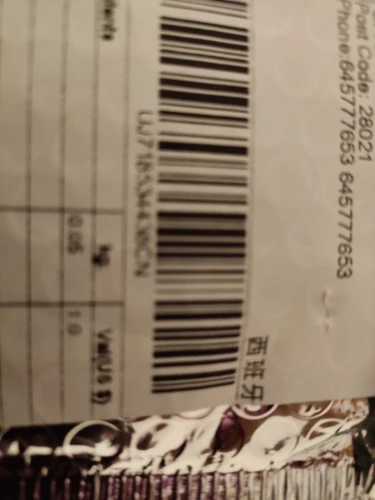 Post Code: 28021
Phone:645777653 645777653
西班牙
kg
Val(US $)
0.05
1.0